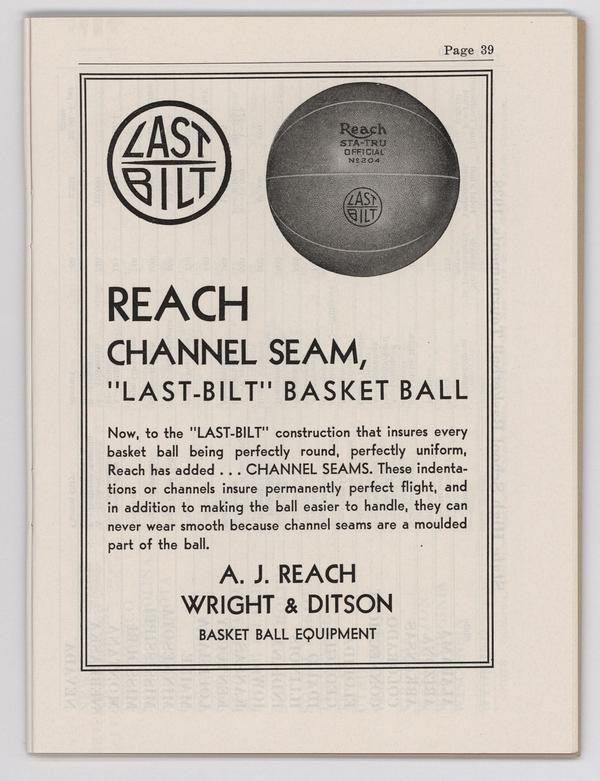 Page 39
LAST
BILT
Reach
STA-TRU
OFFICIAL
No 204
LAST
BILT
REACH
CHANNEL SEAM,
"LAST-BILT" BASKET BALL
Now, to the "LAST-BILT" construction that insures every
basket ball being perfectly round, perfectly uniform,
Reach has added . . . CHANNEL SEAMS. These indenta-
tions or channels insure permanently perfect flight, and
in addition to making the ball easier to handle, they can
never wear smooth because channel seams are a moulded
part of the ball.
A. J. REACH
WRIGHT & DITSON
BASKET BALL EQUIPMENT